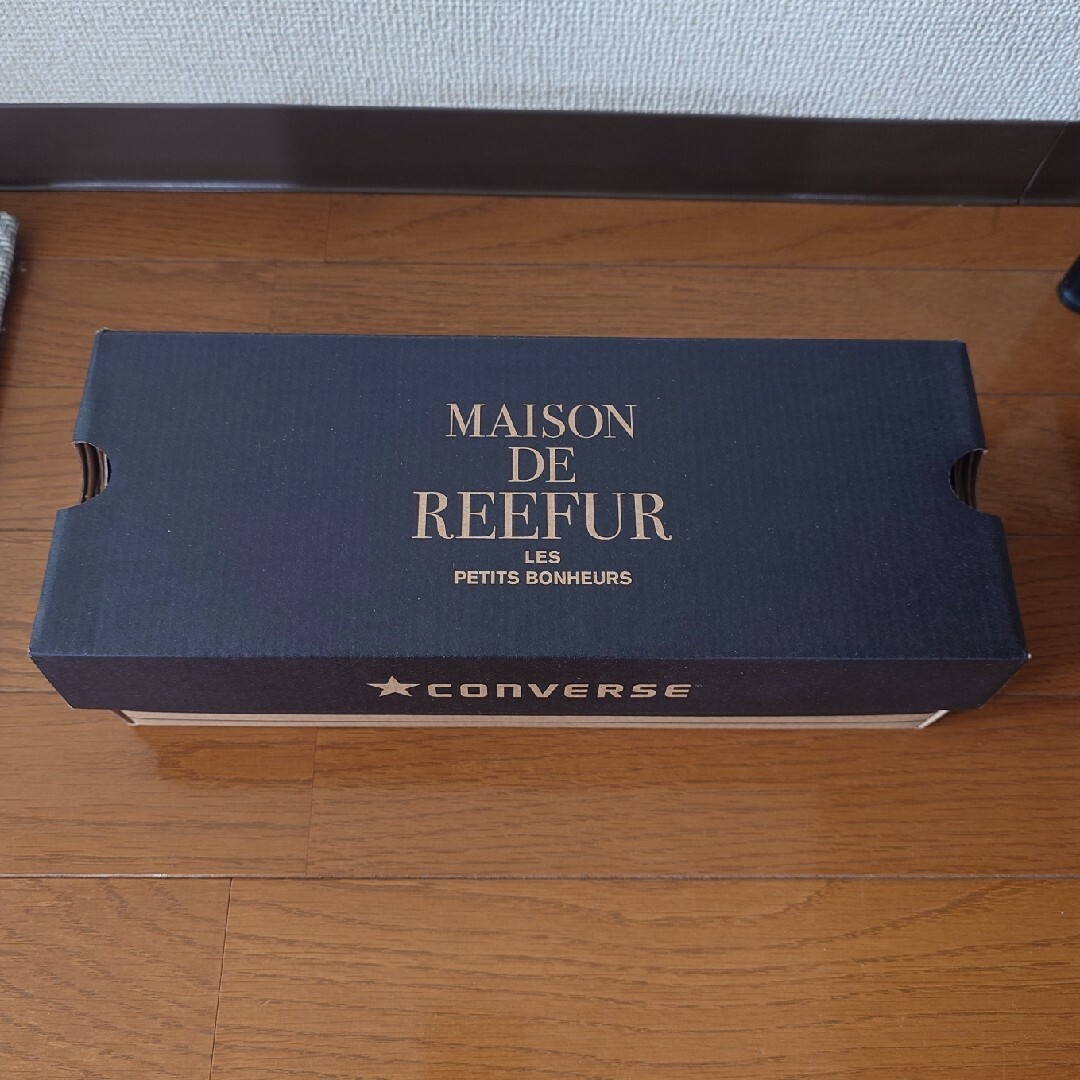 MAISON
DE
REEFUR
LES
PETITS BONHEURS
CONVERSE